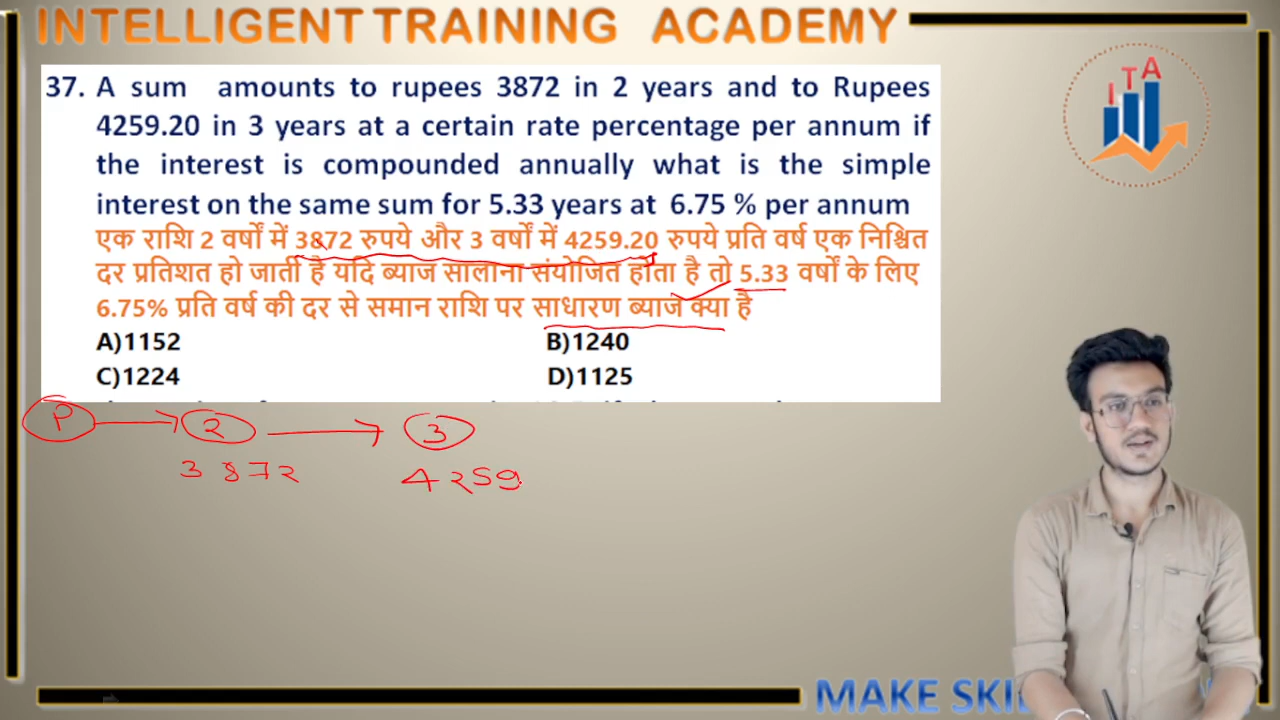 INTELLIGENT TRAINING ACADEMY
ITA
37. A sum amounts to rupees 3872 in 2 years and to Rupees
4259.20 in 3 years at a certain rate percentage per annum if
the interest is compounded annually what is the simple
interest on the same sum for 5.33 years at 6.75 % per annum
एक राशि 2 वर्षों में 3872 रुपये और 3 वर्षों में 4259.20 रुपये प्रति वर्ष एक निश्चित
दर प्रतिशत हो जाती है यदि ब्याज सालाना संयोजित होता है तो 5.33 वर्षों के लिए
6.75% प्रति वर्ष की दर से समान राशि पर साधारण ब्याज क्या है
A)1152 B)1240
C)1224 D)1125
P 2 3
3872 4259
MAKE SKI